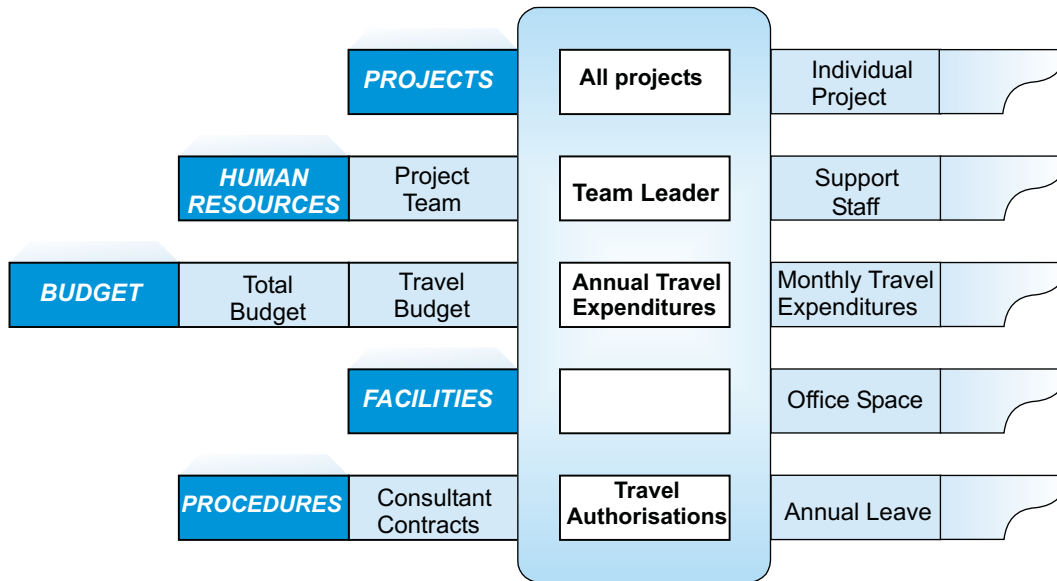 PROJECTS
All projects
Individual
Project
HUMAN
RESOURCES
Project
Team
Team Leader
Support
Staff
BUDGET
Total
Budget
Travel
Budget
Annual Travel
Expenditures
Monthly Travel
Expenditures
FACILITIES
Office Space
PROCEDURES
Consultant
Contracts
Travel
Authorisations
Annual Leave